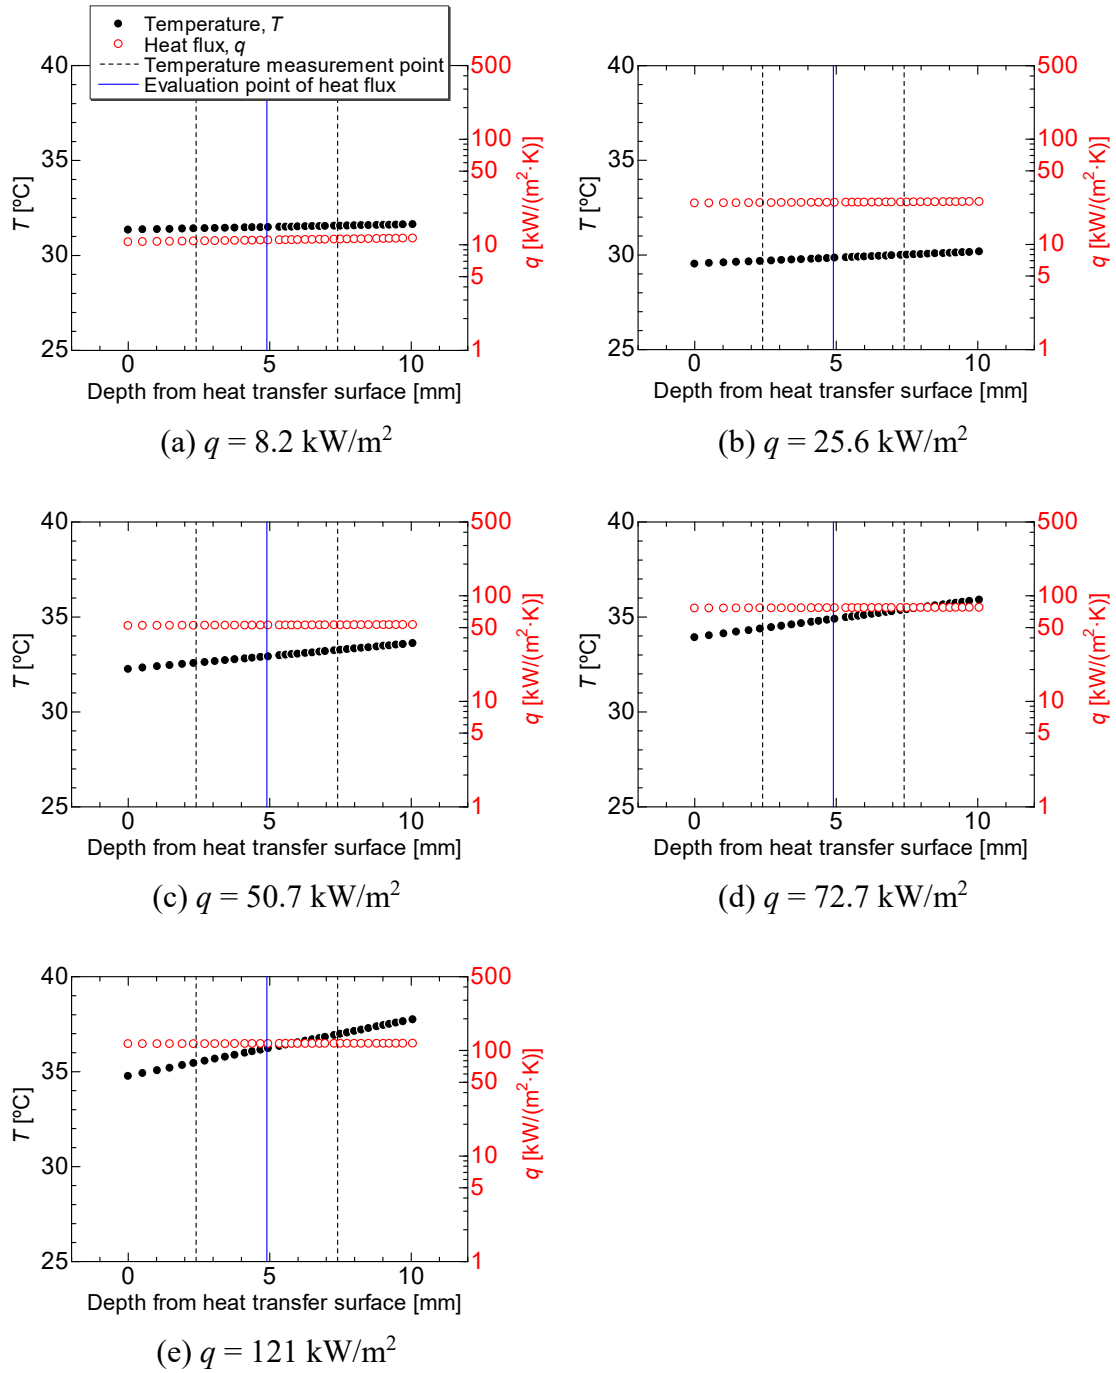 Temperature, T
Heat flux, q
Temperature measurement point
Evaluation point of heat flux
40
35
30
25
T [ºC]
500
100
50
10
5
1
q [kW/(m²·K)]
0 5 10
Depth from heat transfer surface [mm]
(a) q = 8.2 kW/m²
40
35
30
25
T [ºC]
500
100
50
10
5
1
q [kW/(m²·K)]
0 5 10
Depth from heat transfer surface [mm]
(b) q = 25.6 kW/m²
40
35
30
25
T [ºC]
500
100
50
10
5
1
q [kW/(m²·K)]
0 5 10
Depth from heat transfer surface [mm]
(c) q = 50.7 kW/m²
40
35
30
25
T [ºC]
500
100
50
10
5
1
q [kW/(m²·K)]
0 5 10
Depth from heat transfer surface [mm]
(d) q = 72.7 kW/m²
40
35
30
25
T [ºC]
500
100
50
10
5
1
q [kW/(m²·K)]
0 5 10
Depth from heat transfer surface [mm]
(e) q = 121 kW/m²